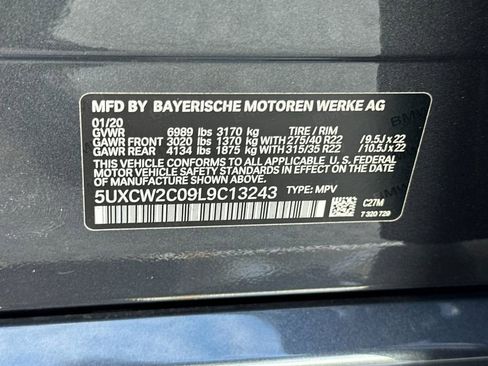 MFD BY BAYERISCHE MOTOREN WERKE AG
01/20
GVWR 6989 lbs 3170 kg TIRE / RIM
GAWR FRONT 3020 lbs 1370 kg WITH 275/40 R22 /9.5J x 22
GAWR REAR 4134 lbs 1875 kg WITH 315/35 R22 /10.5J x 22
THIS VEHICLE CONFORMS TO ALL APPLICABLE U. S. FEDERAL
MOTOR VEHICLE SAFETY STANDARDS IN EFFECT ON THE
DATE OF MANUFACTURE SHOWN ABOVE.
5UXCW2C09L9C13243 TYPE: MPV
C27M
7 320 729